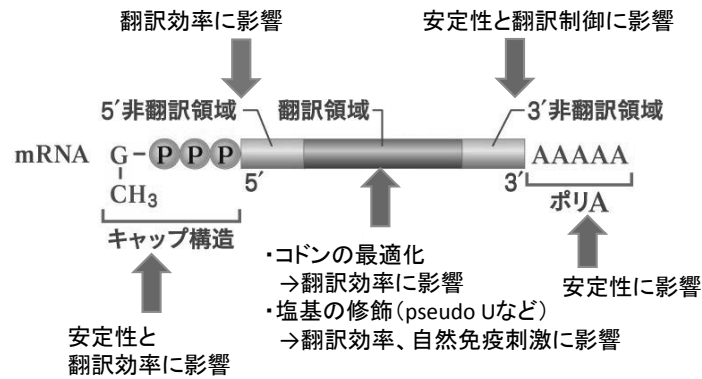 翻訳効率に影響
安定性と翻訳制御に影響
5′非翻訳領域
翻訳領域
3′非翻訳領域
mRNA
G-PPP
CH3
5′
3′
AAAAA
キャップ構造
ポリA
・コドンの最適化
→翻訳効率に影響
・塩基の修飾（pseudo Uなど）
→翻訳効率、自然免疫刺激に影響
安定性に影響
安定性と
翻訳効率に影響